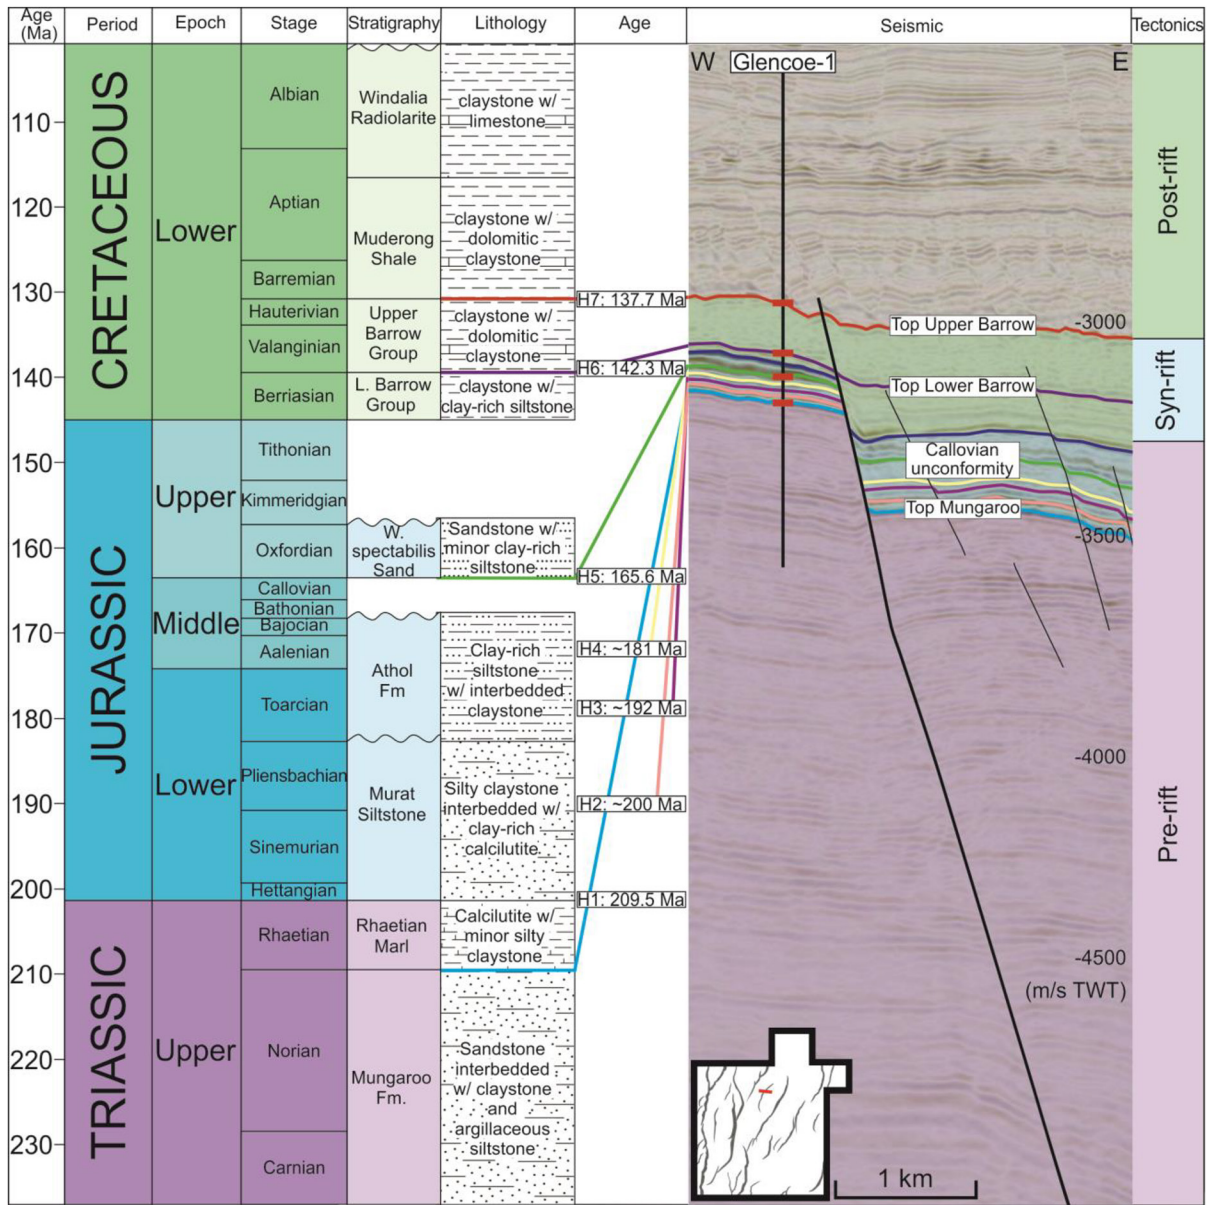 Age
(Ma)
Period
Epoch
Stage
Stratigraphy
Lithology
Age
Seismic
Tectonics
110
120
130
140
150
160
170
180
190
200
210
220
230
CRETACEOUS
JURASSIC
TRIASSIC
Lower
Upper
Middle
Lower
Upper
Albian
Aptian
Barremian
Hauterivian
Valanginian
Berriasian
Tithonian
Kimmeridgian
Oxfordian
Callovian
Bathonian
Bajocian
Aalenian
Toarcian
Pliensbachian
Sinemurian
Hettangian
Rhaetian
Norian
Carnian
Windalia
Radiolarite
Muderong
Shale
Upper
Barrow
Group
L. Barrow
Group
W.
spectabilis
Sand
Athol
Fm
Murat
Siltstone
Rhaetian
Marl
Mungaroo
Fm.
claystone w/
limestone
claystone w/
dolomitic
claystone
claystone w/
dolomitic
claystone
claystone w/
clay-rich siltstone
Sandstone w/
minor clay-rich
siltstone
Clay-rich
siltstone
w/ interbedded
claystone
Silty claystone
interbedded w/
clay-rich
calcilutite
Calcilutite w/
minor silty
claystone
Sandstone
interbedded
w/ claystone
and
argillaceous
siltstone
H7: 137.7 Ma
H6: 142.3 Ma
H5: 165.6 Ma
H4: ~181 Ma
H3: ~192 Ma
H2: ~200 Ma
H1: 209.5 Ma
W
Glencoe-1
E
Top Upper Barrow
-3000
Top Lower Barrow
Callovian
unconformity
Top Mungaroo
-3500
-4000
-4500
(m/s TWT)
1 km
Post-rift
Syn-rift
Pre-rift